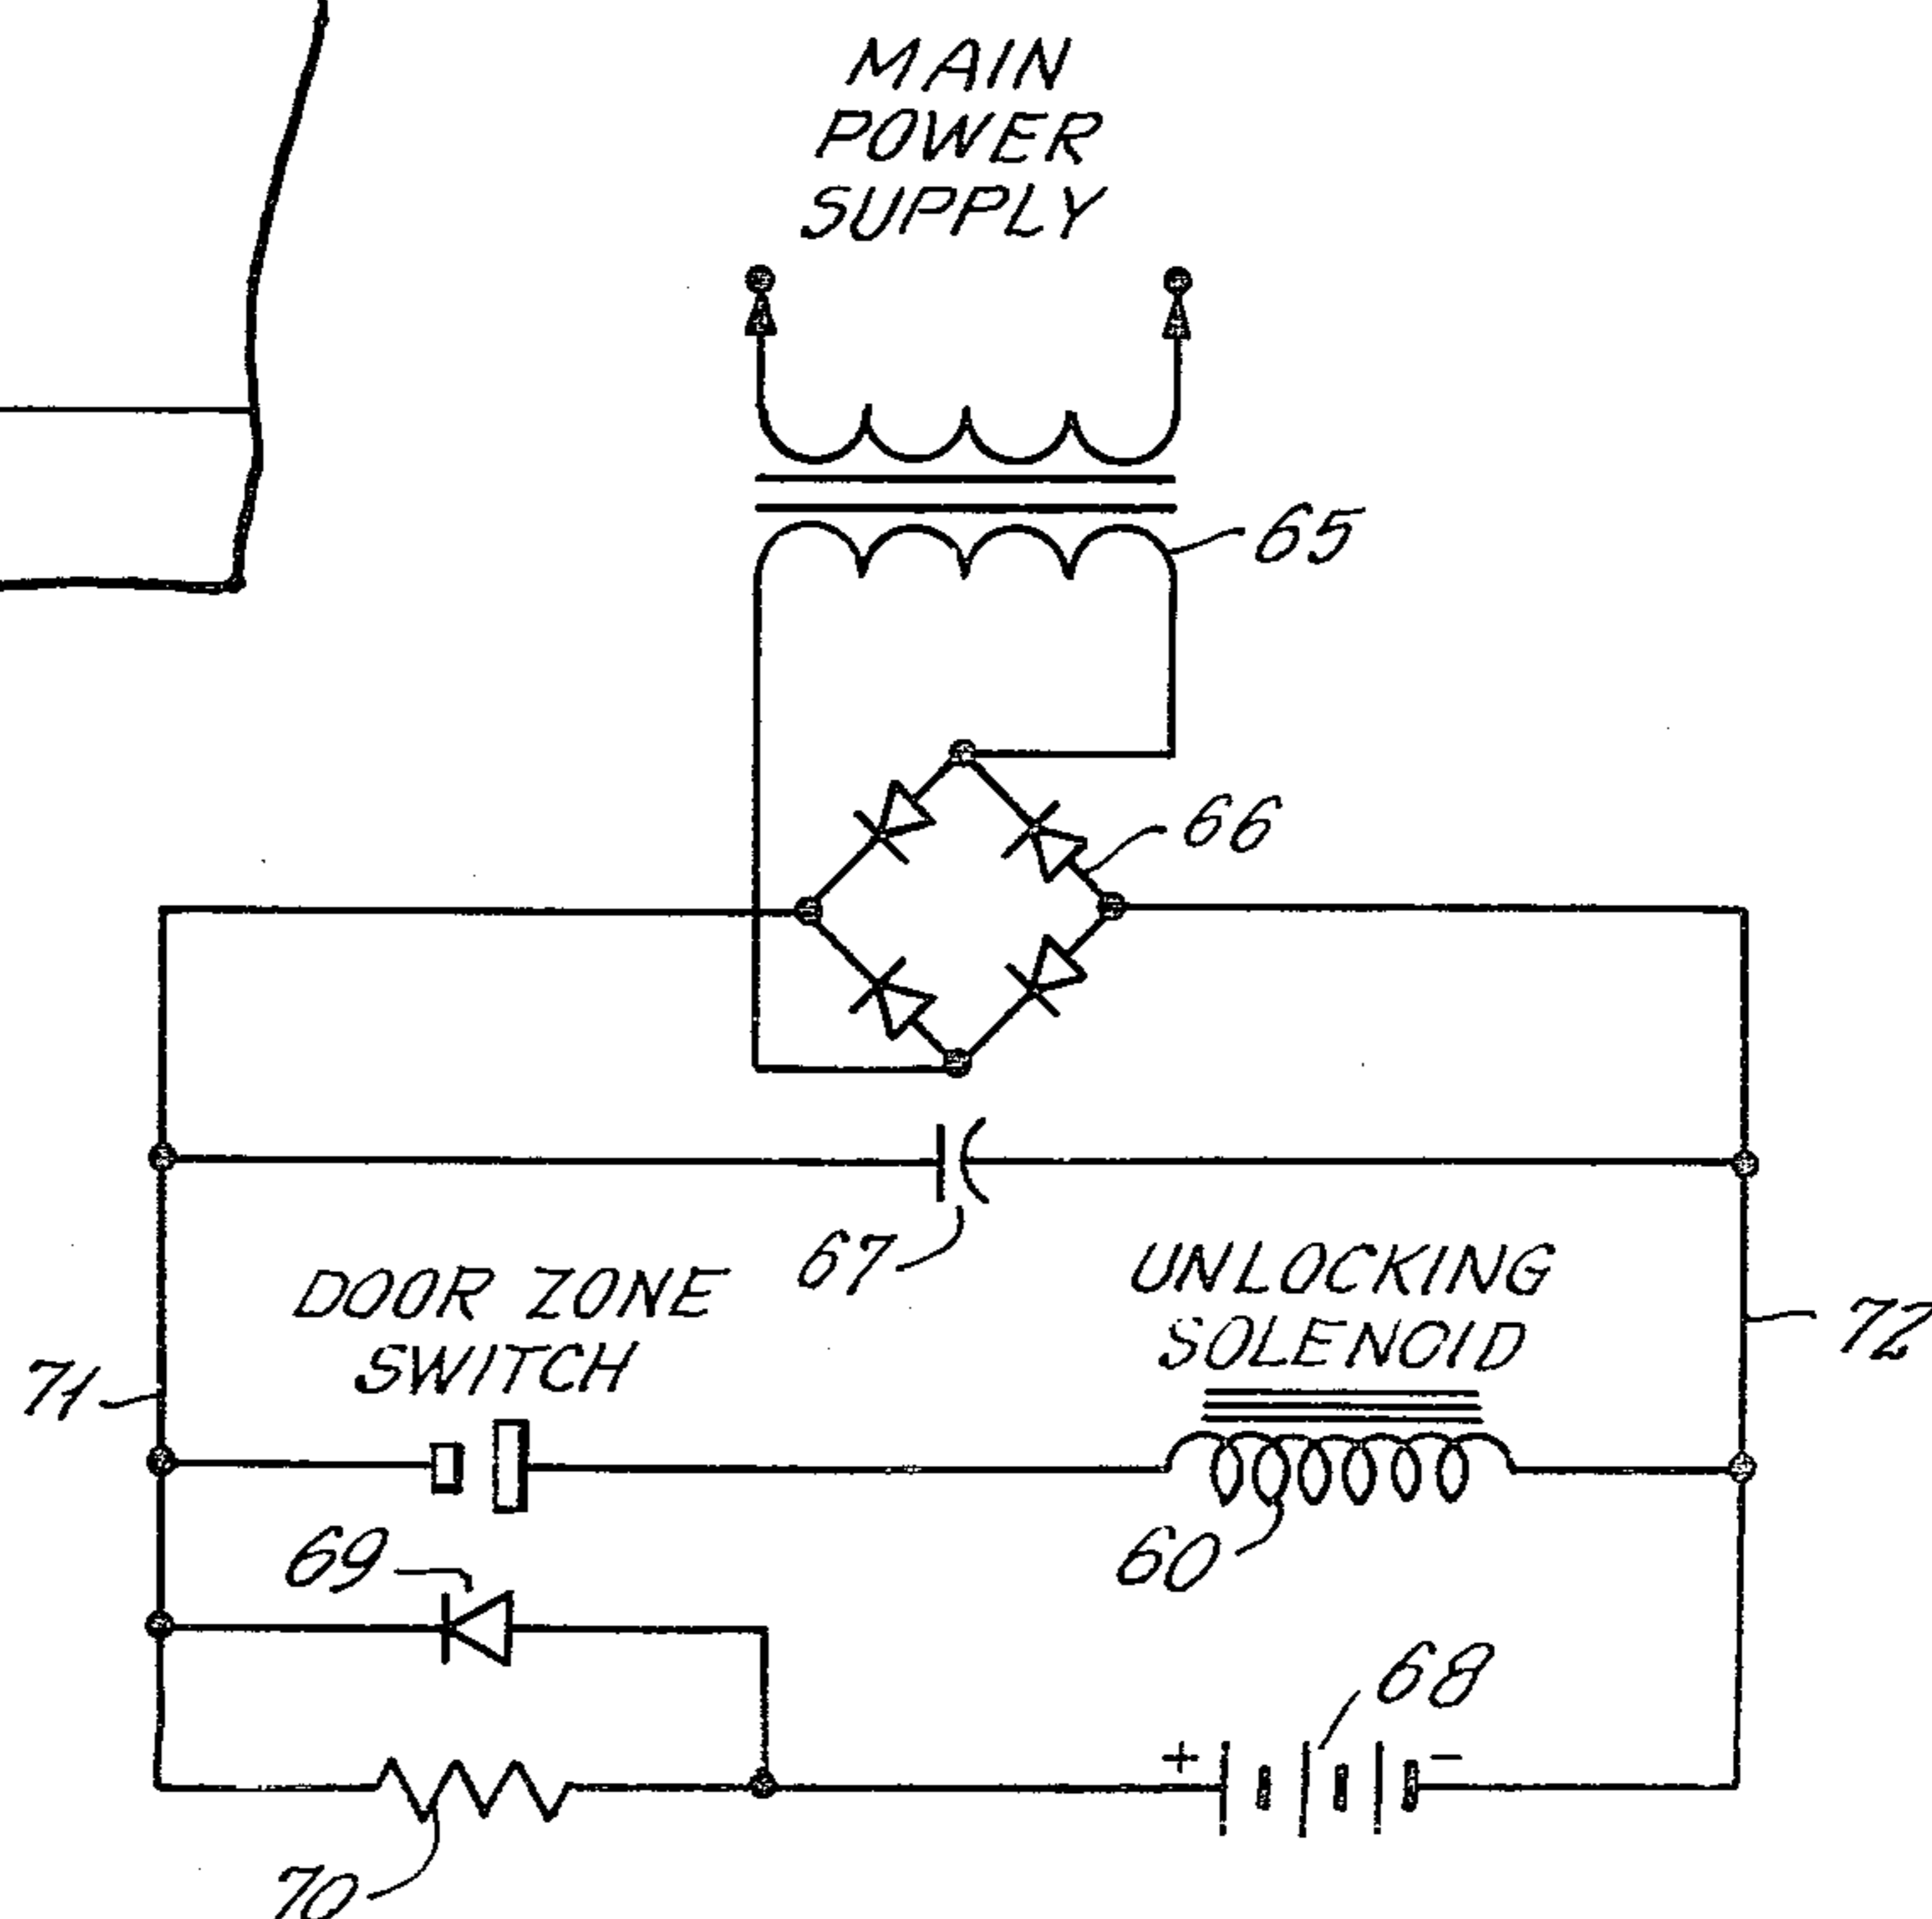 MAIN
POWER
SUPPLY
65
66
67
DOOR ZONE
SWITCH
UNLOCKING
SOLENOID
72
71
69
60
68
+
−
70